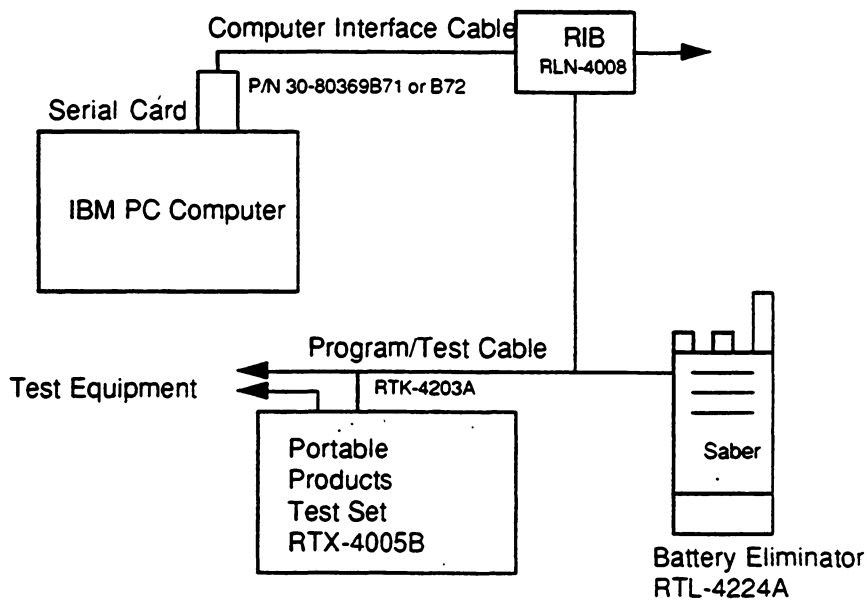 Computer Interface Cable
RIB
RLN-4008
P/N 30-80369B71 or B72
Serial Card
IBM PC Computer
Program/Test Cable
Test Equipment
RTK-4203A
Portable
Products
Test Set
RTX-4005B
Saber
Battery Eliminator
RTL-4224A